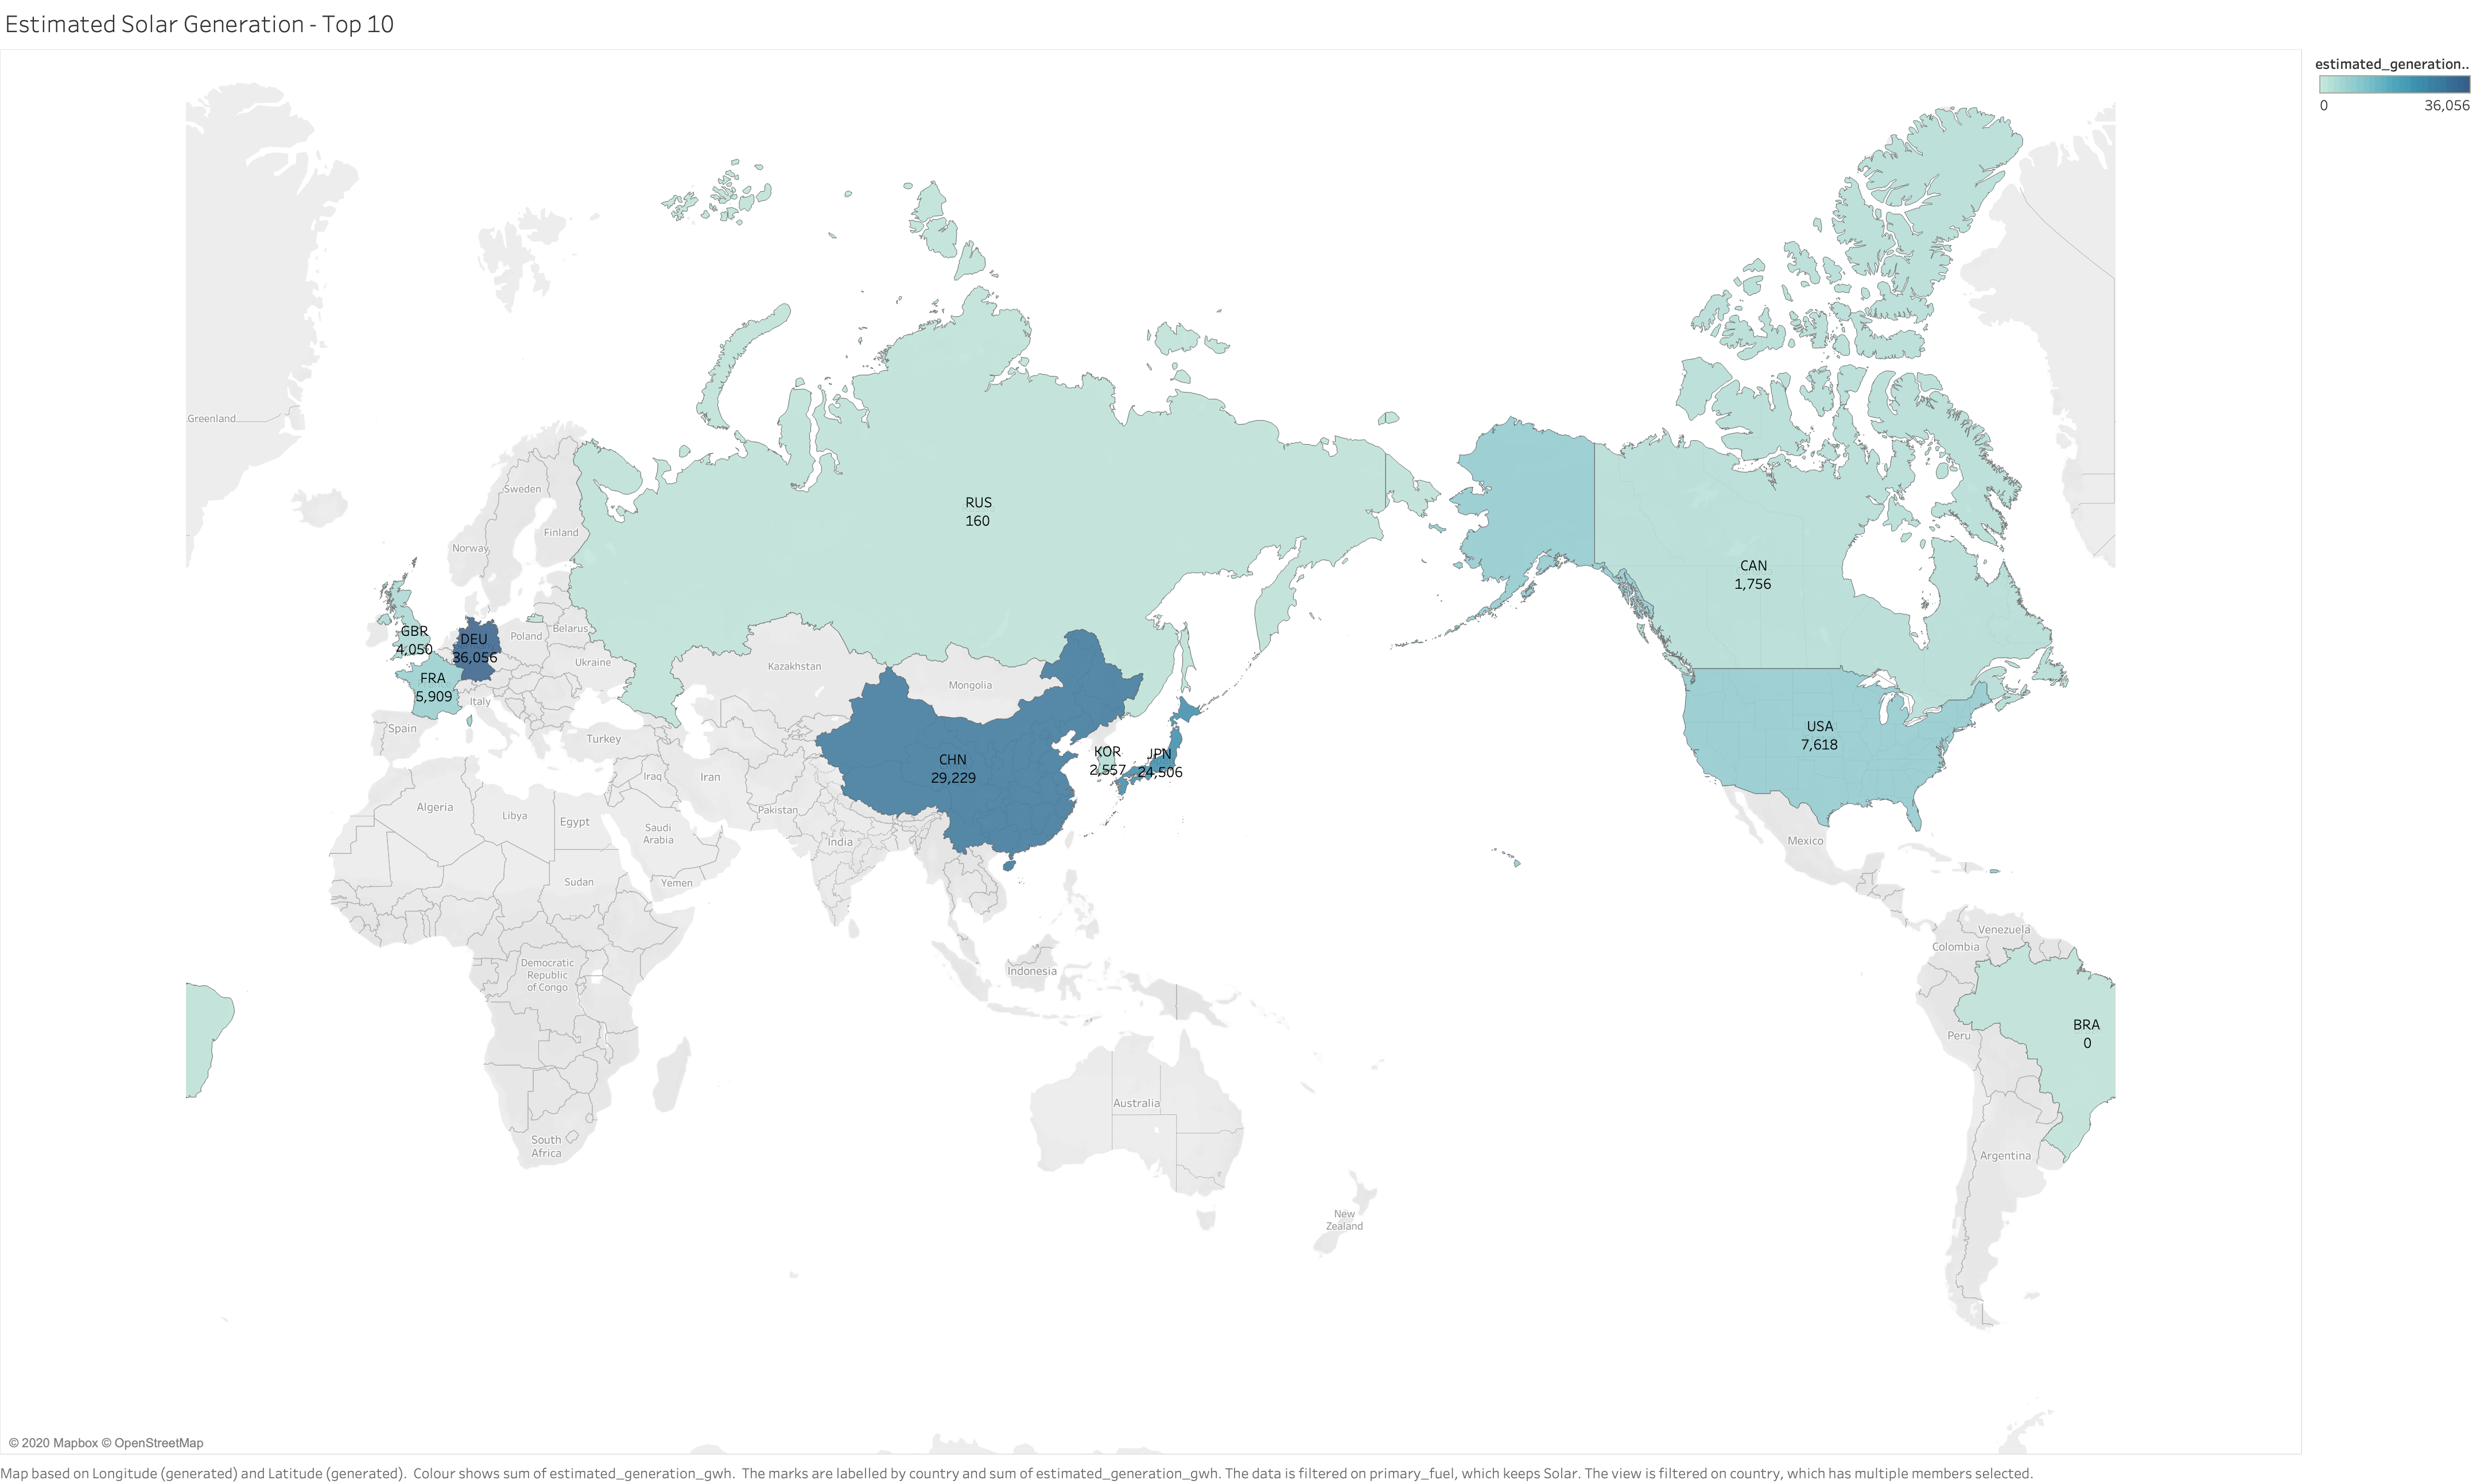 Estimated Solar Generation - Top 10
estimated_generation..
0
36,056
Greenland
Sweden
Finland
Norway
RUS
160
CAN
1,756
GBR
4,050
DEU
36,056
Poland
Belarus
Ukraine
FRA
5,909
Italy
Spain
Turkey
Kazakhstan
Mongolia
CHN
29,229
KOR
2,557
JPN
24,506
USA
7,618
Mexico
Iraq
Iran
Pakistan
India
Algeria
Libya
Egypt
Saudi
Arabia
Sudan
Yemen
Democratic
Republic
of Congo
Indonesia
Venezuela
Colombia
BRA
0
Peru
Australia
South
Africa
Argentina
New
Zealand
© 2020 Mapbox © OpenStreetMap
Map based on Longitude (generated) and Latitude (generated).  Colour shows sum of estimated_generation_gwh.  The marks are labelled by country and sum of estimated_generation_gwh. The data is filtered on primary_fuel, which keeps Solar. The view is filtered on country, which has multiple members selected.